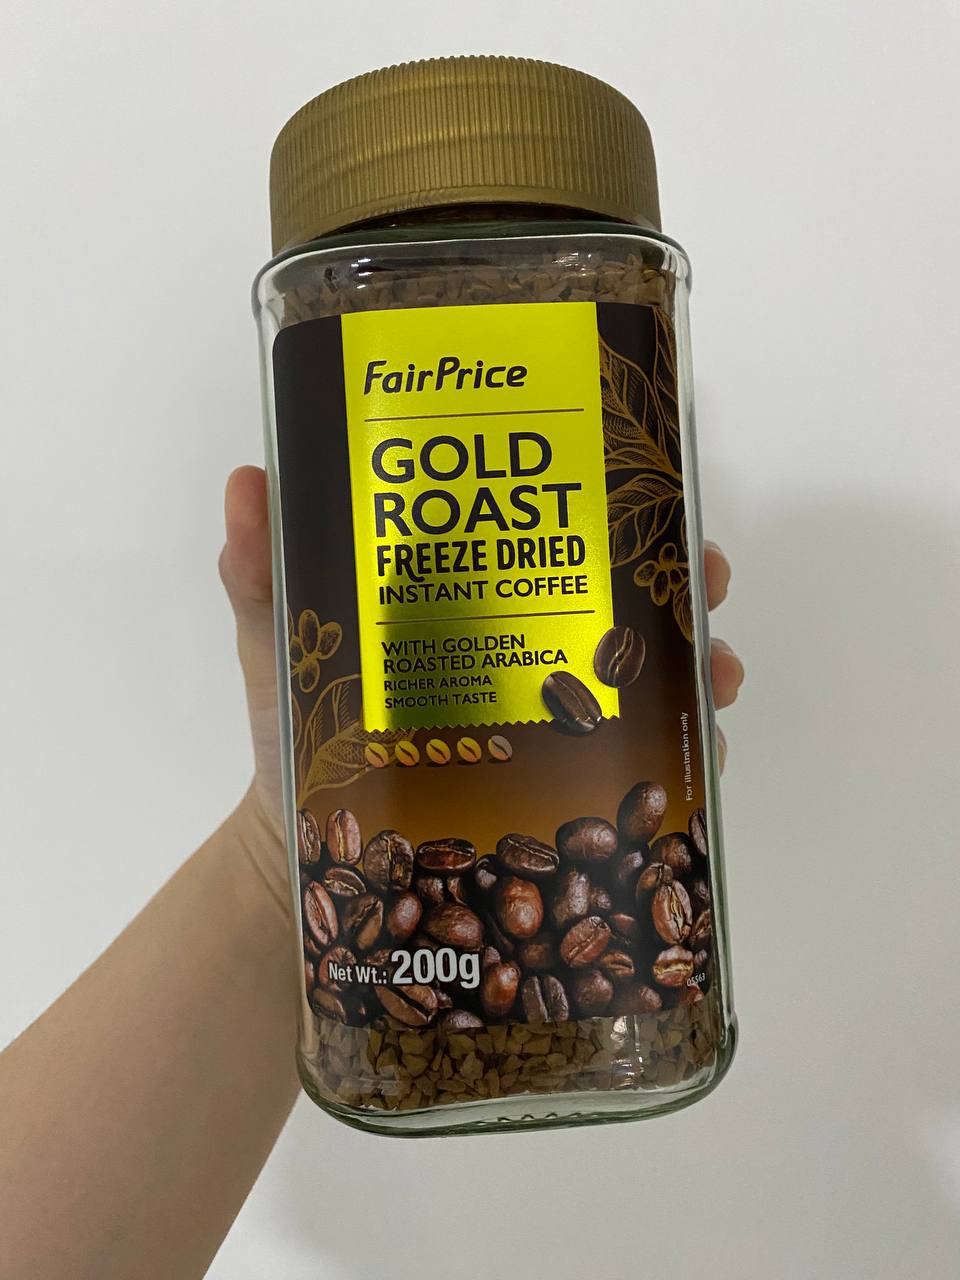 FairPrice
GOLD
ROAST
FREEZE DRIED
INSTANT COFFEE
WITH GOLDEN
ROASTED ARABICA
RICHER AROMA
SMOOTH TASTE
For illustration only
Net Wt.: 200g
05563